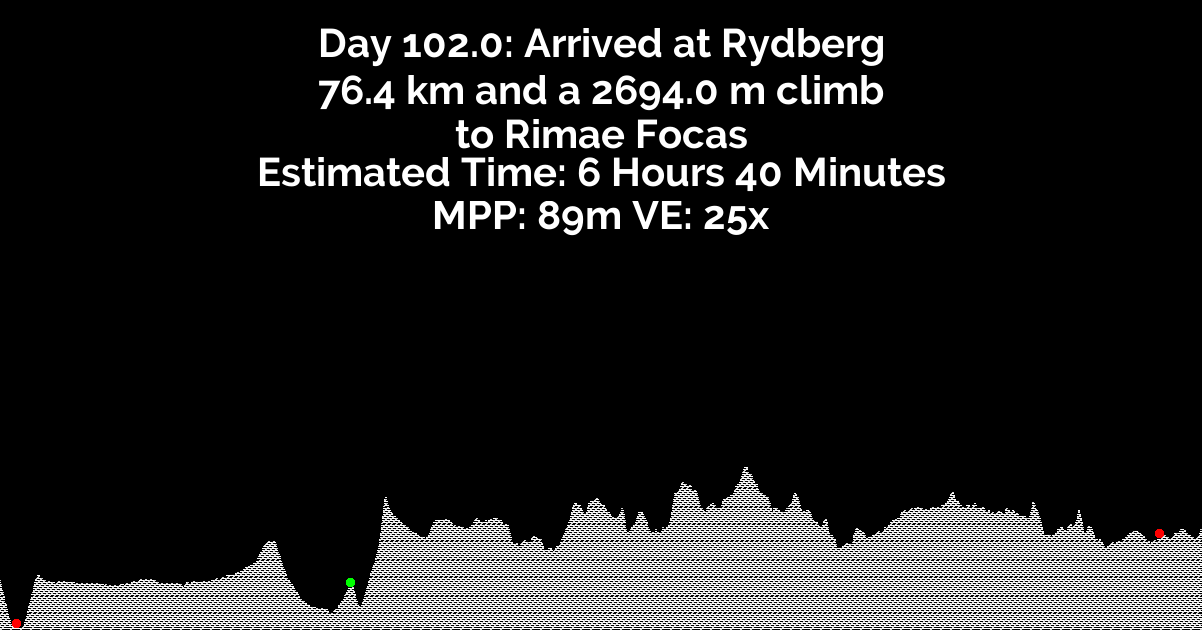 Day 102.0: Arrived at Rydberg
76.4 km and a 2694.0 m climb
to Rimae Focas
Estimated Time: 6 Hours 40 Minutes
MPP: 89m VE: 25x